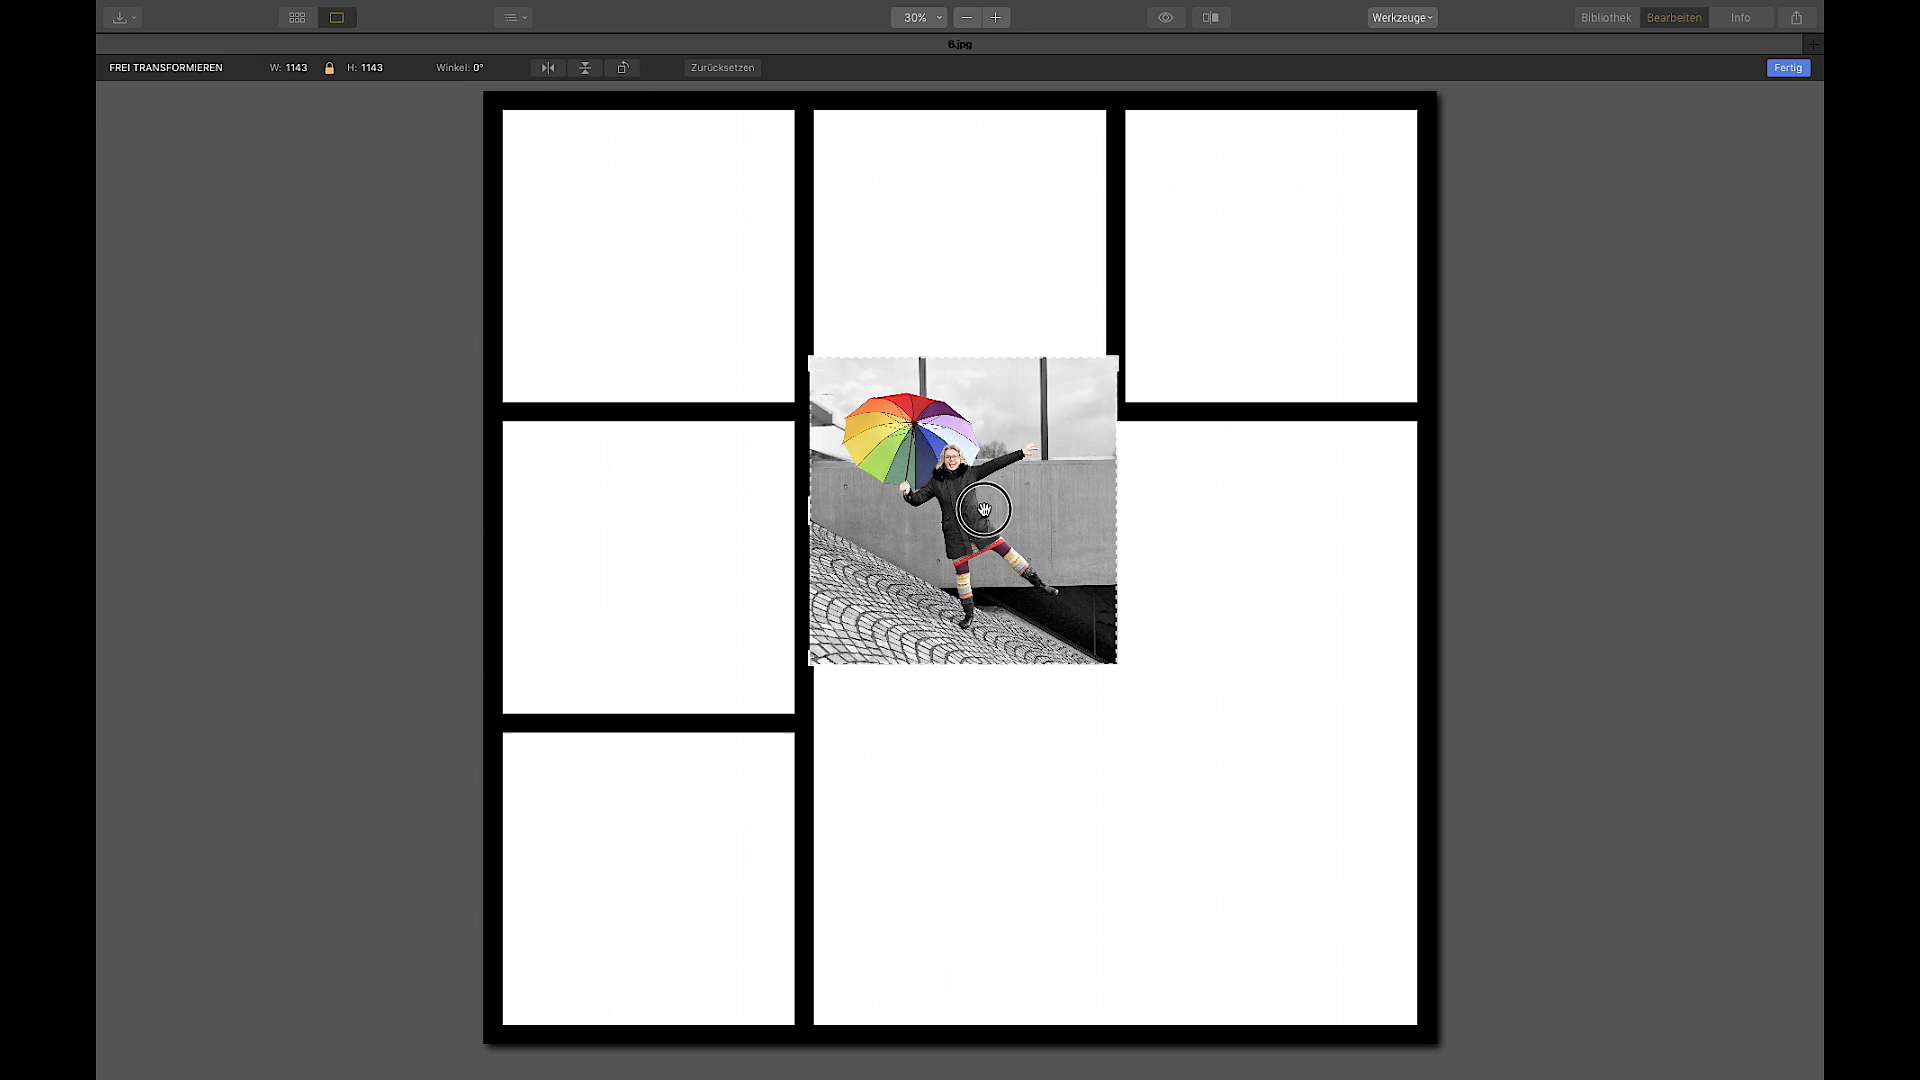 30%
Werkzeuge
Bibliothek
Bearbeiten
Info
6.jpg
FREI TRANSFORMIEREN
W: 1143
H: 1143
Winkel: 0°
Zurücksetzen
Fertig